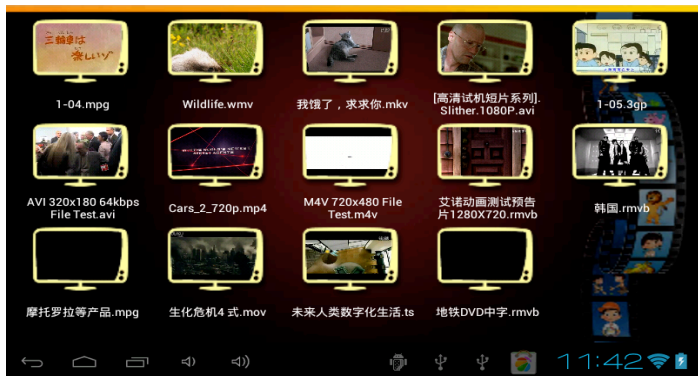 三輪車は
楽しいゾ
1-04.mpg
Wildlife.wmv
我饿了，求求你.mkv
[高清试机短片系列].
Slither.1080P.avi
1-05.3gp
AVI 320x180 64kbps
File Test.avi
Cars_2_720p.mp4
M4V 720x480 File
Test.m4v
艾诺动画测试预告
片1280X720.rmvb
韩国.rmvb
摩托罗拉等产品.mpg
生化危机4 式.mov
未来人类数字化生活.ts
地铁DVD中字.rmvb
11:42